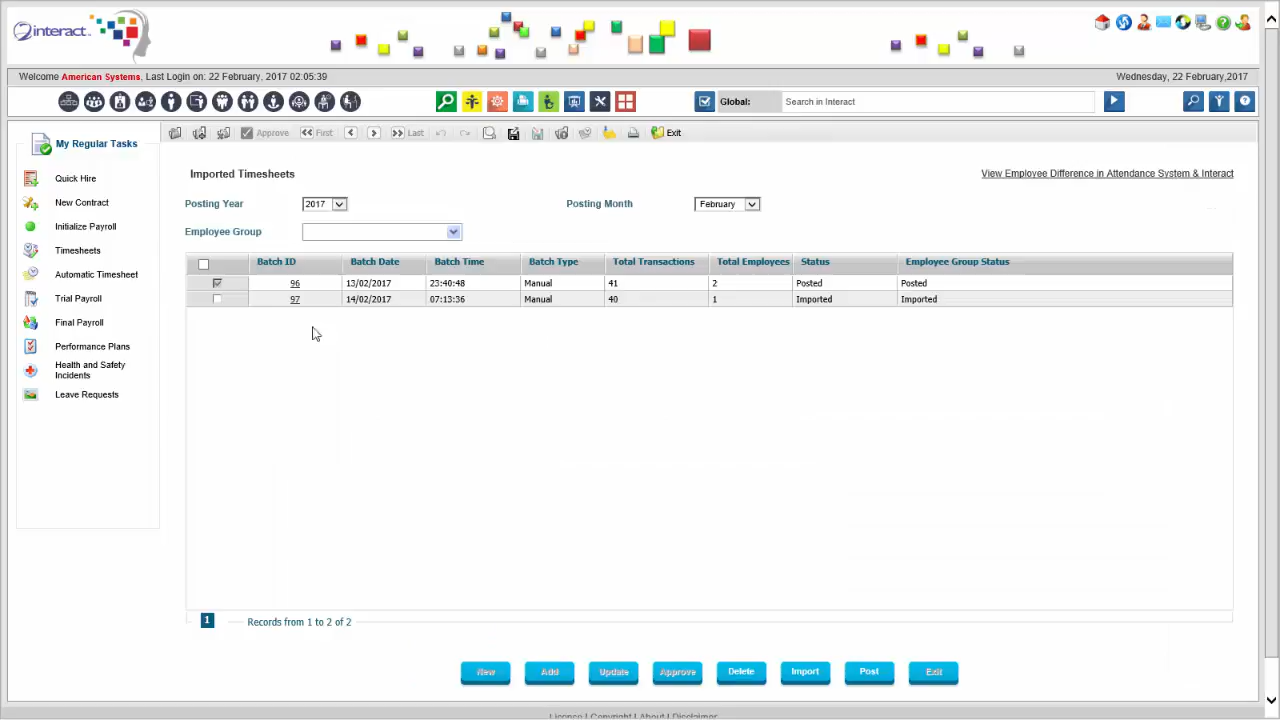 interact
Welcome American Systems, Last Login on: 22 February, 2017 02:05:39
Wednesday, 22 February,2017
Global:
Search in Interact
My Regular Tasks
Approve
First
Last
Exit
Quick Hire
New Contract
Initialize Payroll
Timesheets
Automatic Timesheet
Trial Payroll
Final Payroll
Performance Plans
Health and Safety
Incidents
Leave Requests
Imported Timesheets
View Employee Difference in Attendance System & Interact
Posting Year
2017
Posting Month
February
Employee Group
Batch ID Batch Date Batch Time Batch Type Total Transactions Total Employees Status Employee Group Status
96 13/02/2017 23:40:48 Manual 41 2 Posted Posted
97 14/02/2017 07:13:36 Manual 40 1 Imported Imported
1
Records from 1 to 2 of 2
New Add Update Approve Delete Import Post Exit
License | Copyright | About | Disclaimer